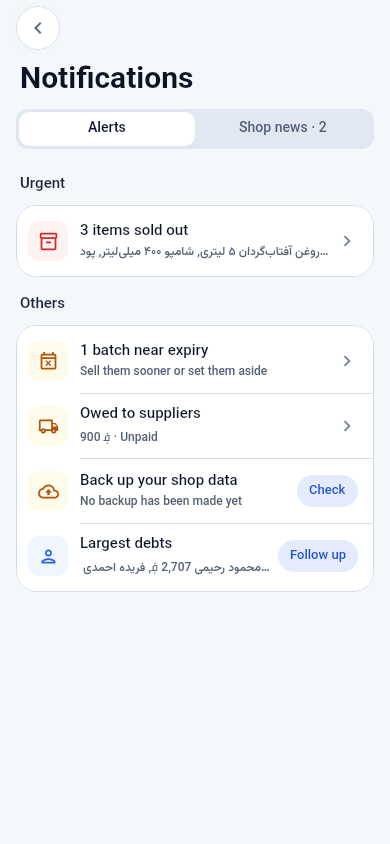 Notifications
Alerts
Shop news · 2
Urgent
3 items sold out
روغن آفتاب‌گردان ۵ لیتری, شامپو ۴۰۰ میلی‌لیتر, پود...
Others
1 batch near expiry
Sell them sooner or set them aside
Owed to suppliers
900 ؋ · Unpaid
Back up your shop data
No backup has been made yet
Check
Largest debts
محمود رحیمی 2,707 ؋, فریده احمدی...
Follow up